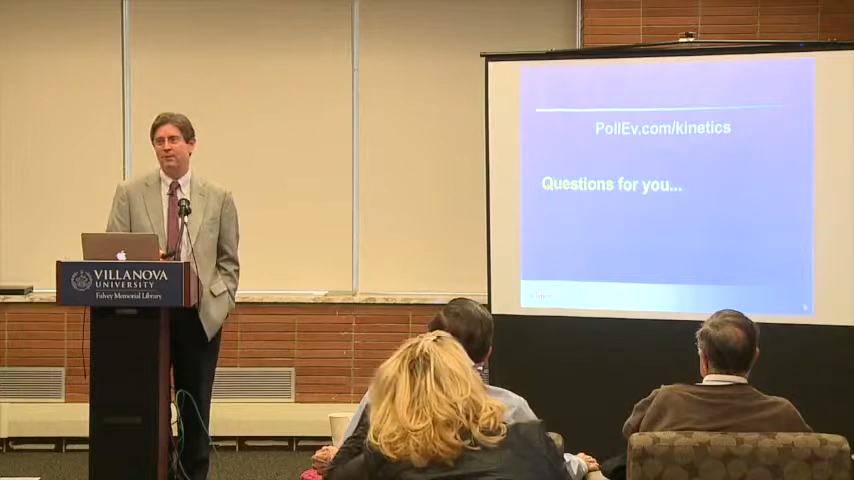 PollEv.com/kinetics
Questions for you...
VILLANOVA
UNIVERSITY
Falvey Memorial Library